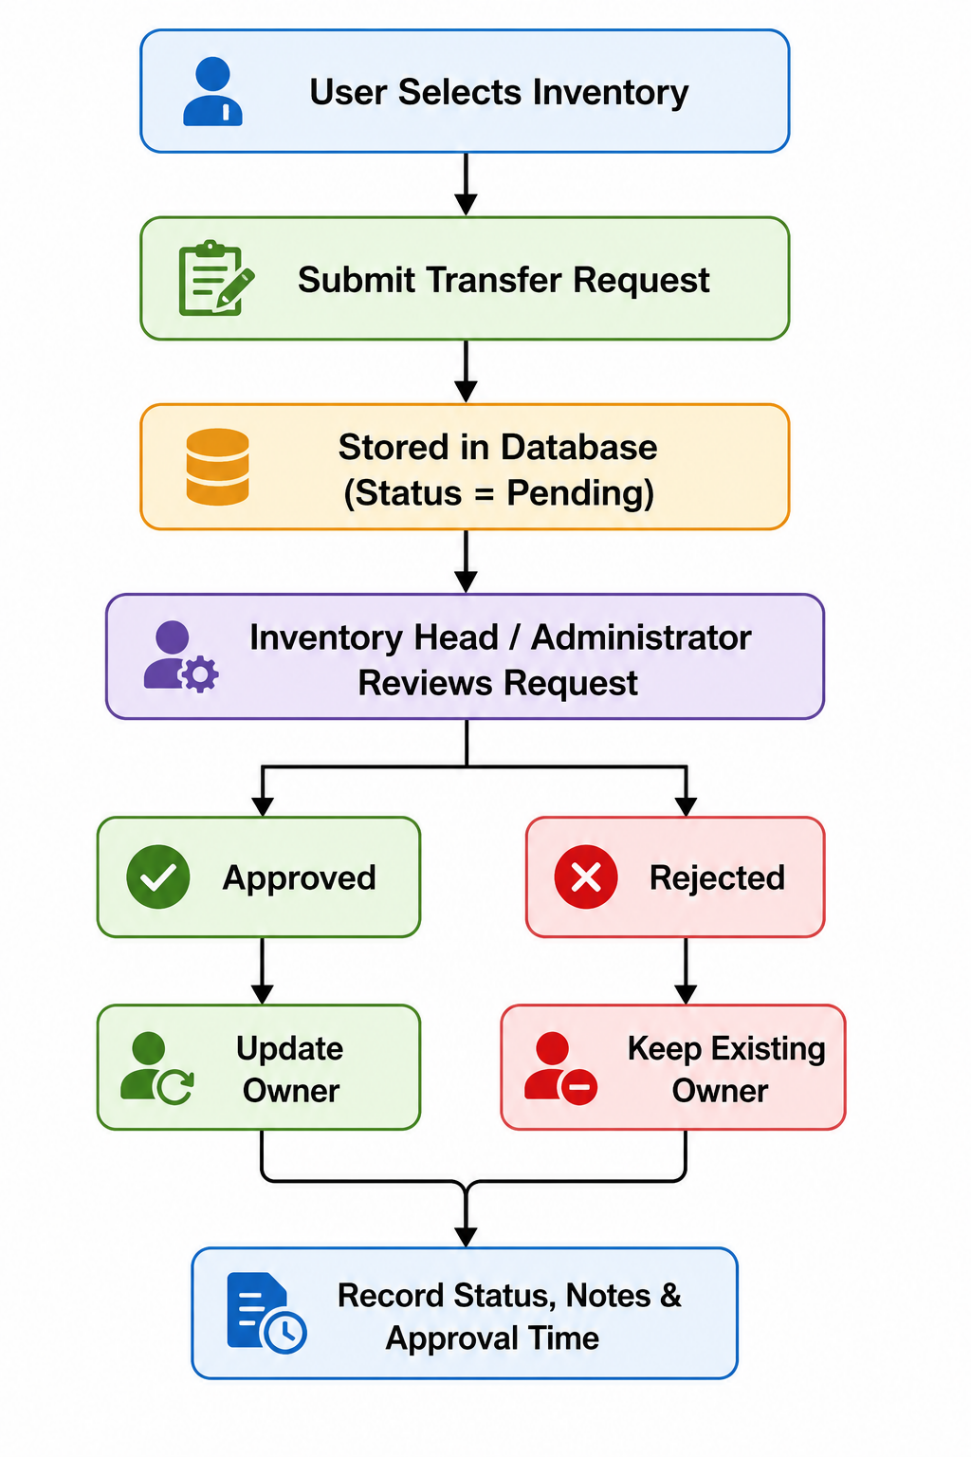 User Selects Inventory
Submit Transfer Request
Stored in Database
(Status = Pending)
Inventory Head / Administrator
Reviews Request
Approved
Rejected
Update
Owner
Keep Existing
Owner
Record Status, Notes &
Approval Time